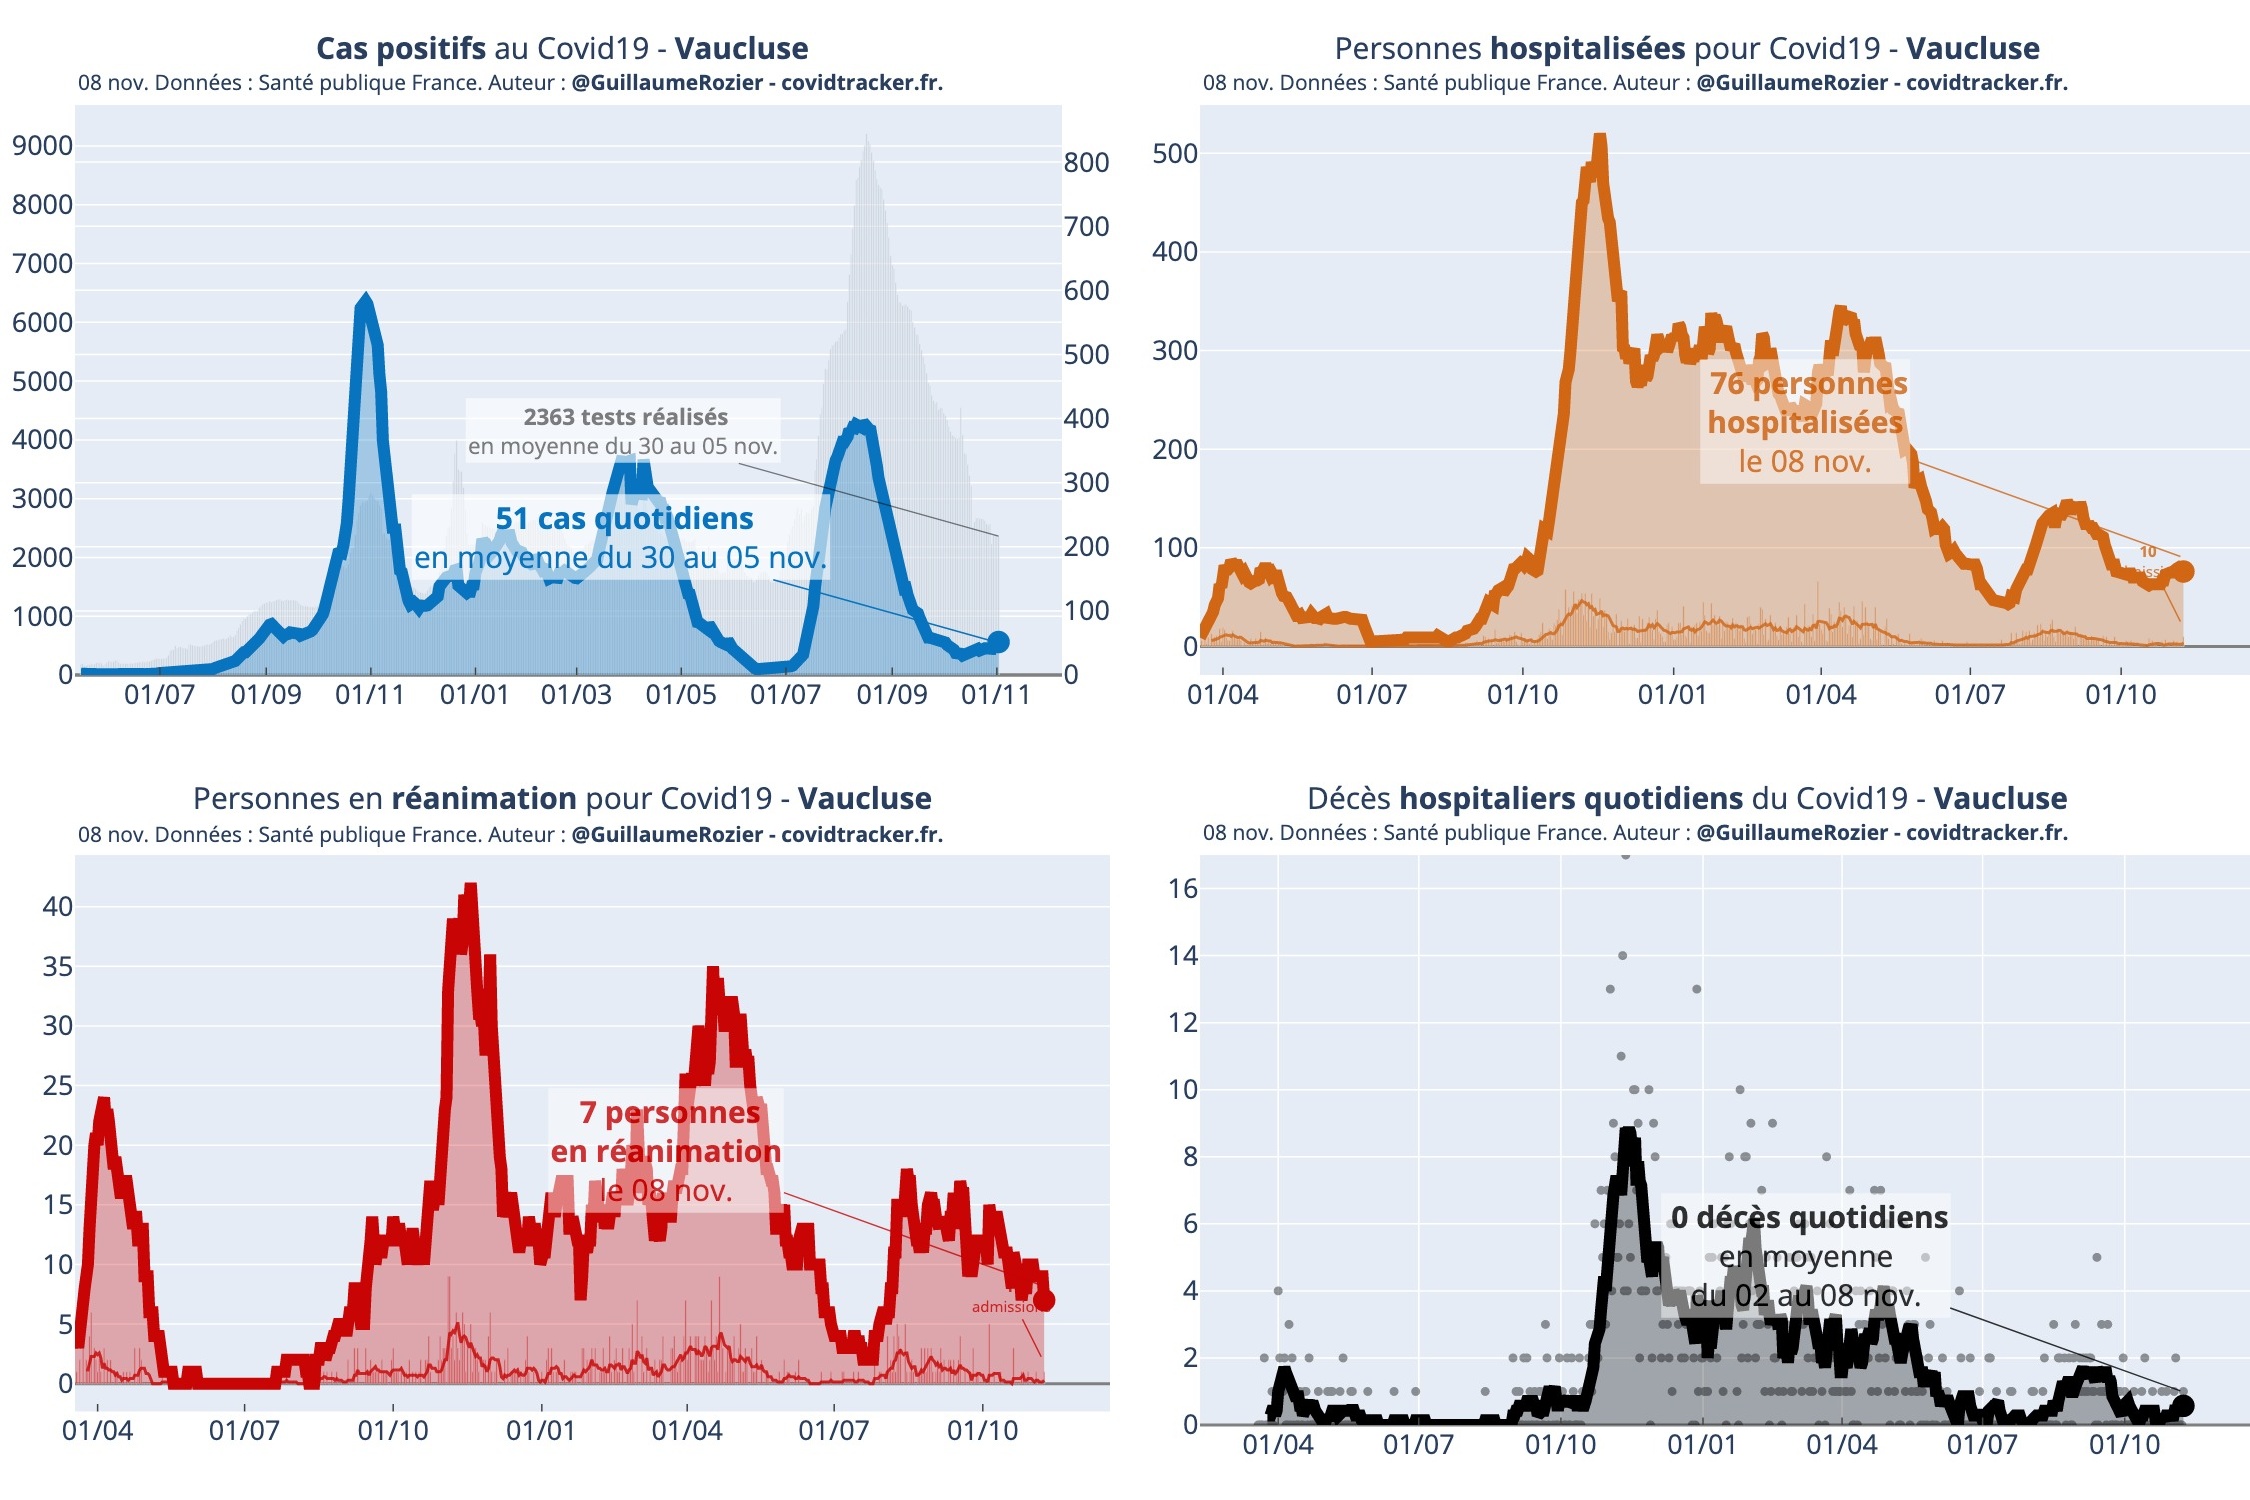 Cas positifs au Covid19 - Vaucluse
08 nov. Données : Santé publique France. Auteur : @GuillaumeRozier - covidtracker.fr.
9000
8000
7000
6000
5000
4000
3000
2000
1000
0
800
700
600
500
400
300
200
100
0
2363 tests réalisés
en moyenne du 30 au 05 nov.
51 cas quotidiens
en moyenne du 30 au 05 nov.
01/07 01/09 01/11 01/01 01/03 01/05 01/07 01/09 01/11
Personnes hospitalisées pour Covid19 - Vaucluse
08 nov. Données : Santé publique France. Auteur : @GuillaumeRozier - covidtracker.fr.
500
400
300
200
100
0
76 personnes
hospitalisées
le 08 nov.
10
01/04 01/07 01/10 01/01 01/04 01/07 01/10
Personnes en réanimation pour Covid19 - Vaucluse
08 nov. Données : Santé publique France. Auteur : @GuillaumeRozier - covidtracker.fr.
40
35
30
25
20
15
10
5
0
7 personnes
en réanimation
le 08 nov.
01/04 01/07 01/10 01/01 01/04 01/07 01/10
Décès hospitaliers quotidiens du Covid19 - Vaucluse
08 nov. Données : Santé publique France. Auteur : @GuillaumeRozier - covidtracker.fr.
16
14
12
10
8
6
4
2
0
0 décès quotidiens
en moyenne
du 02 au 08 nov.
01/04 01/07 01/10 01/01 01/04 01/07 01/10